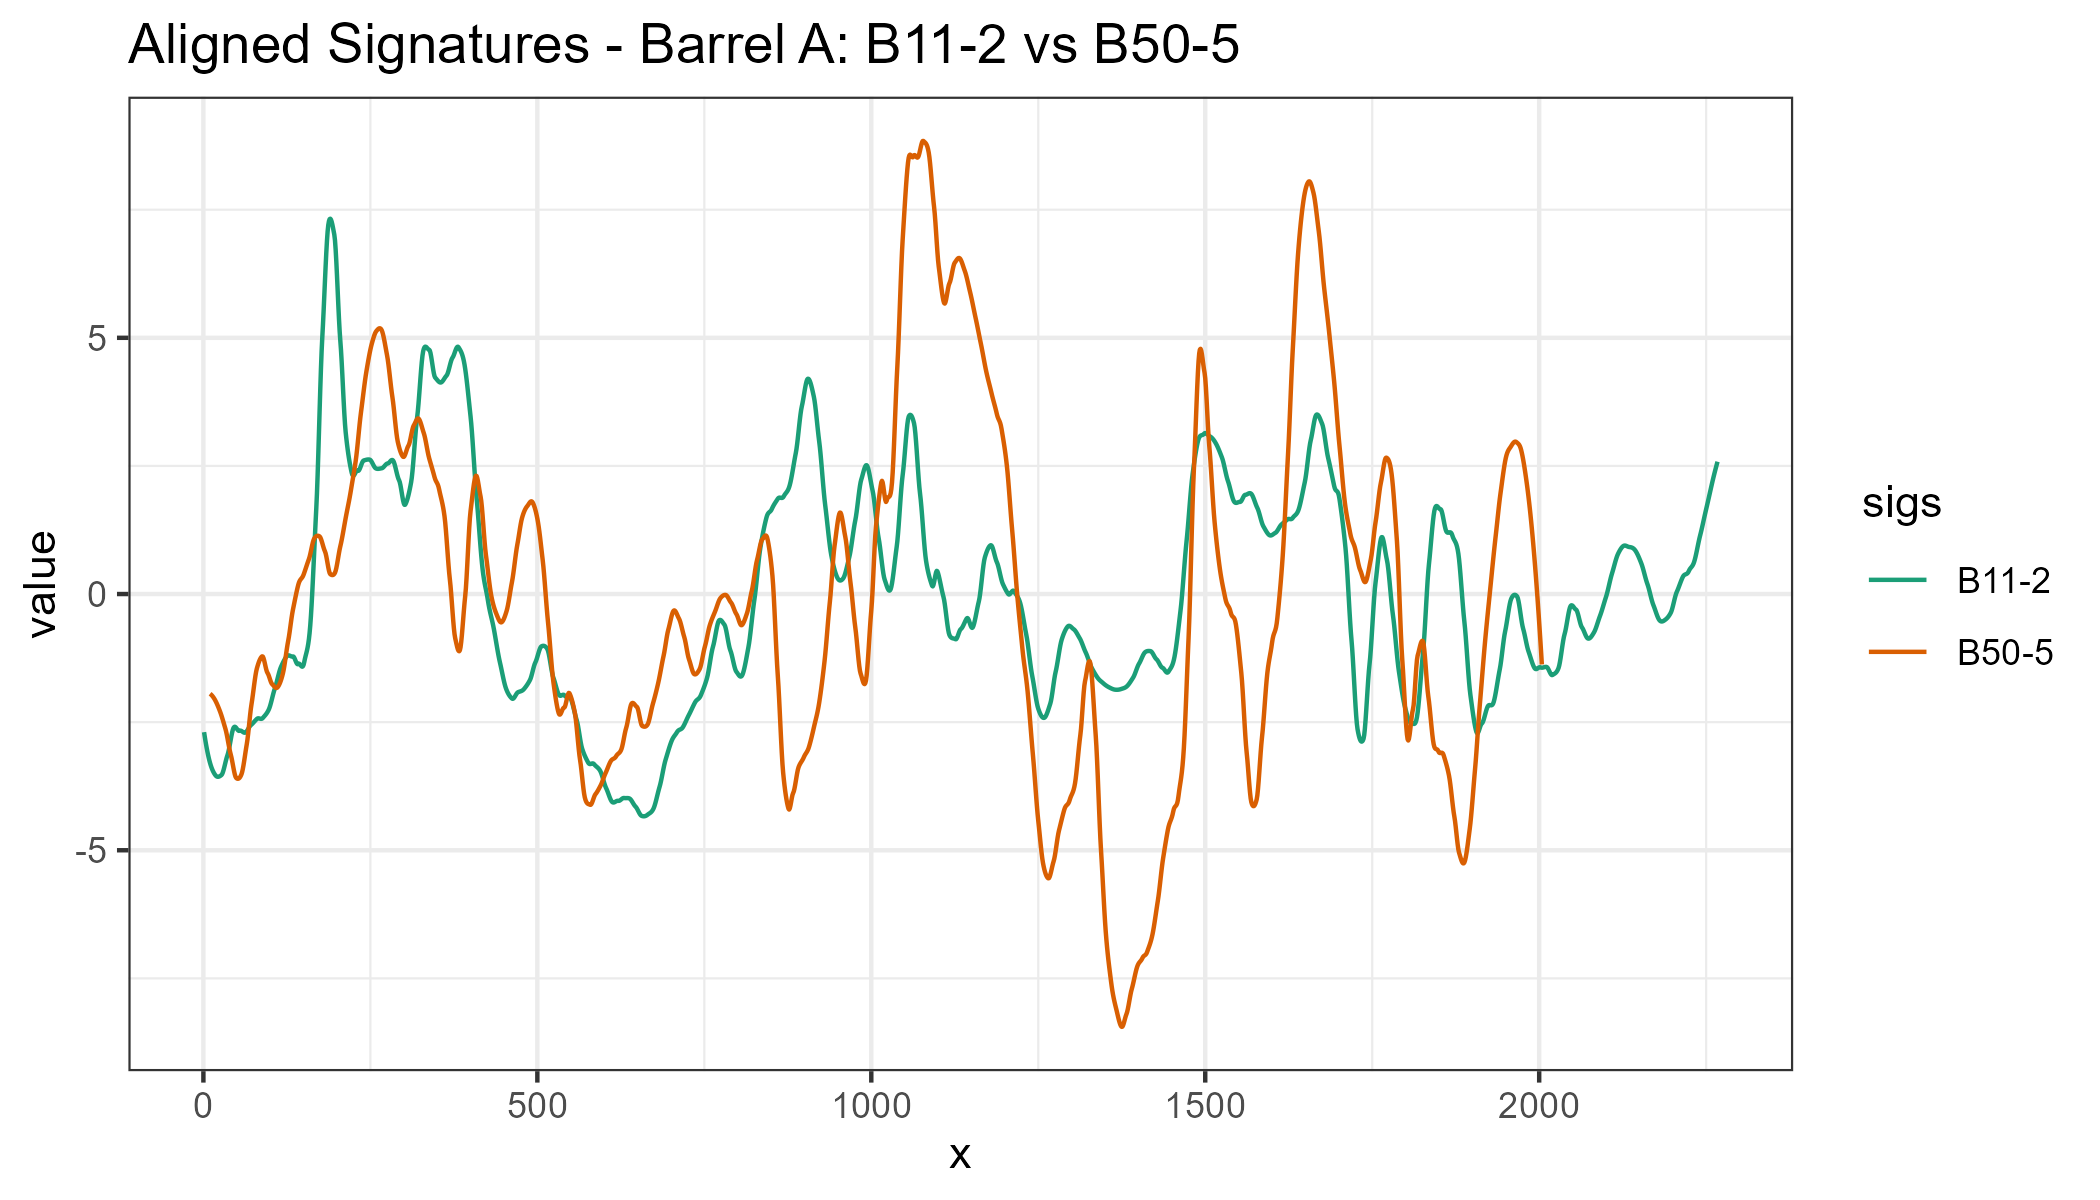 Aligned Signatures - Barrel A: B11-2 vs B50-5
value
5
0
-5
0 500 1000 1500 2000
x
sigs
B11-2
B50-5